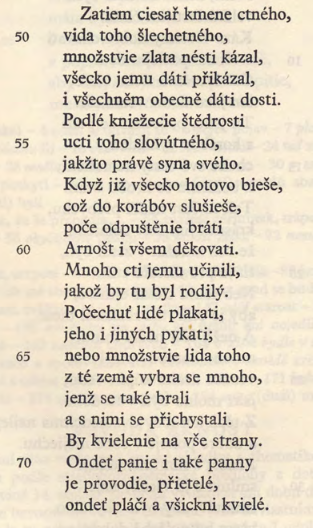 Zatiem ciesař kmene ctného,
50 vida toho šlechetného,
množstvie zlata nésti kázal,
všecko jemu dáti přikázal,
i všechněm obecně dáti dosti.
Podlé kniežecie štědrosti
55 ucti toho slovútného,
jakžto právě syna svého.
Když již všecko hotovo bieše,
což do korábóv slušieše,
poče odpuštěnie bráti
60 Arnošt i všem děkovati.
Mnoho cti jemu učinili,
jakož by tu byl rodilý.
Počechuť lidé plakati,
jeho i jiných pykati;
65 nebo množstvie lida toho
z té země vybra se mnoho,
jenž se také brali
a s nimi se přichystali.
By kvielenie na vše strany.
70 Ondeť panie i také panny
je provodie, přietelé,
ondeť pláčí a všickni kvielé.